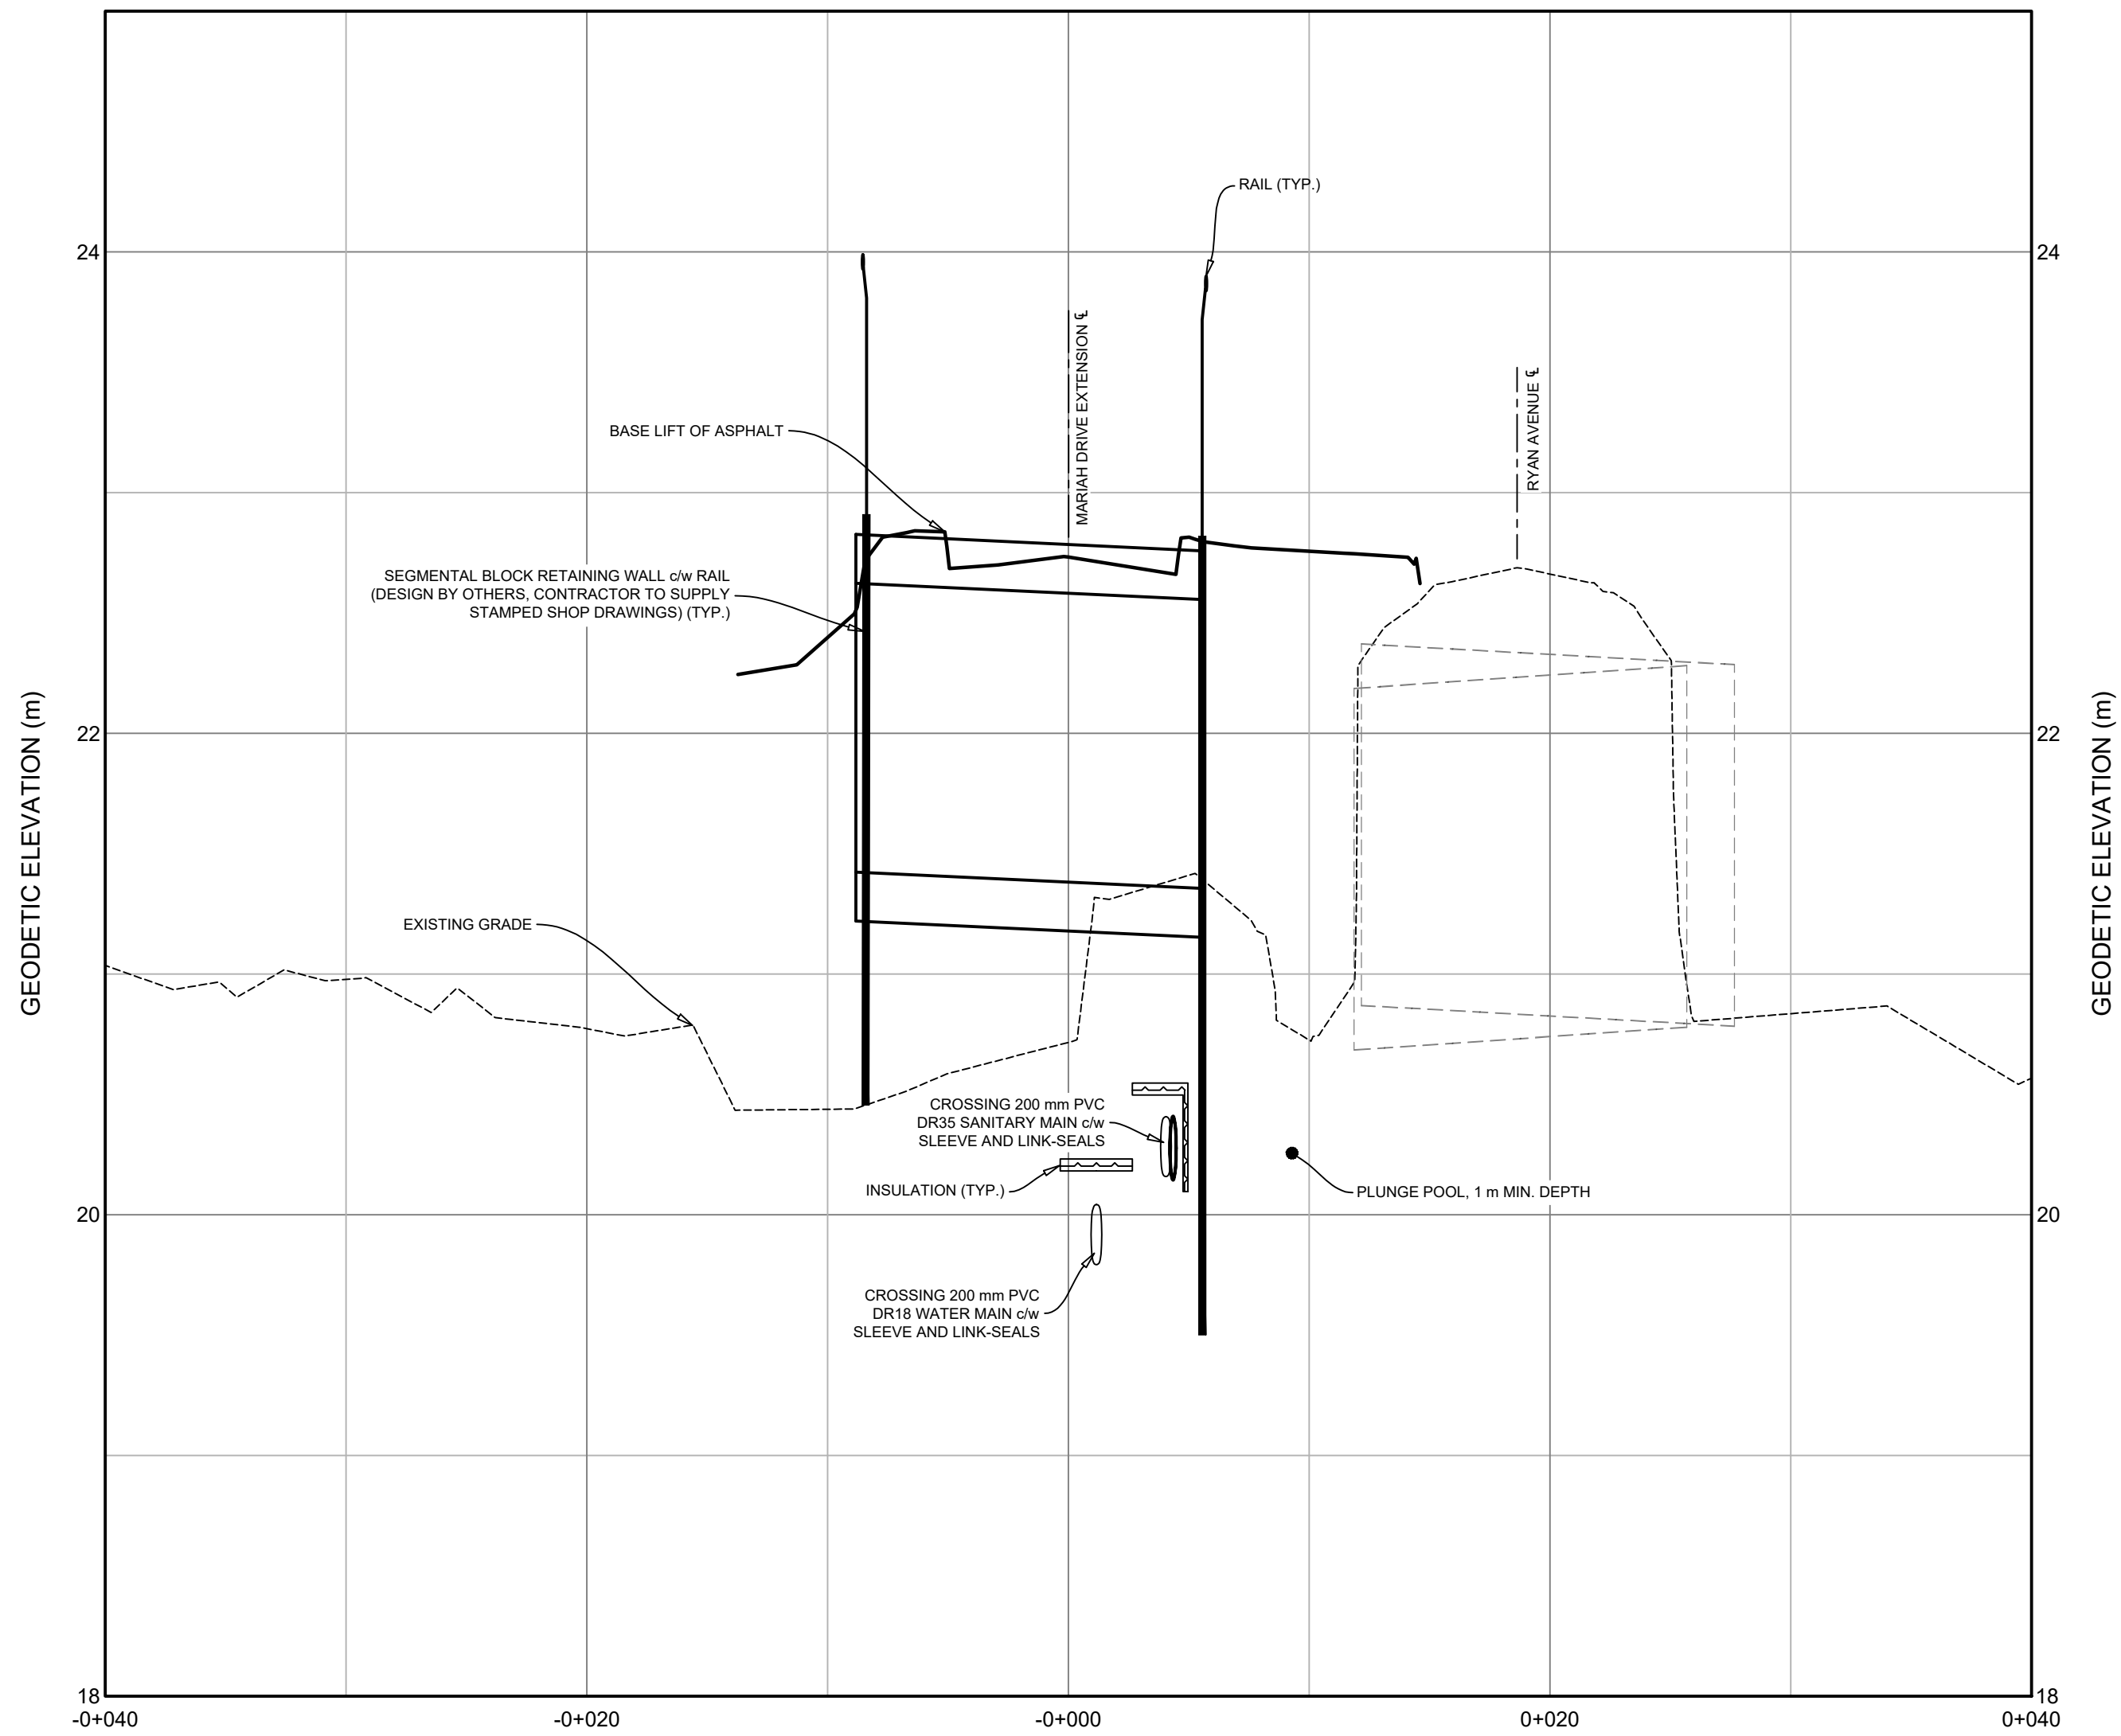 RAIL (TYP.)
24
24
MARIAH DRIVE EXTENSION ℄
RYAN AVENUE ℄
BASE LIFT OF ASPHALT
SEGMENTAL BLOCK RETAINING WALL c/w RAIL
(DESIGN BY OTHERS, CONTRACTOR TO SUPPLY
STAMPED SHOP DRAWINGS) (TYP.)
GEODETIC ELEVATION (m)
22
22
GEODETIC ELEVATION (m)
EXISTING GRADE
CROSSING 200 mm PVC
DR35 SANITARY MAIN c/w
SLEEVE AND LINK-SEALS
INSULATION (TYP.)
PLUNGE POOL, 1 m MIN. DEPTH
20
20
CROSSING 200 mm PVC
DR18 WATER MAIN c/w
SLEEVE AND LINK-SEALS
18
18
-0+040
-0+020
-0+000
0+020
0+040